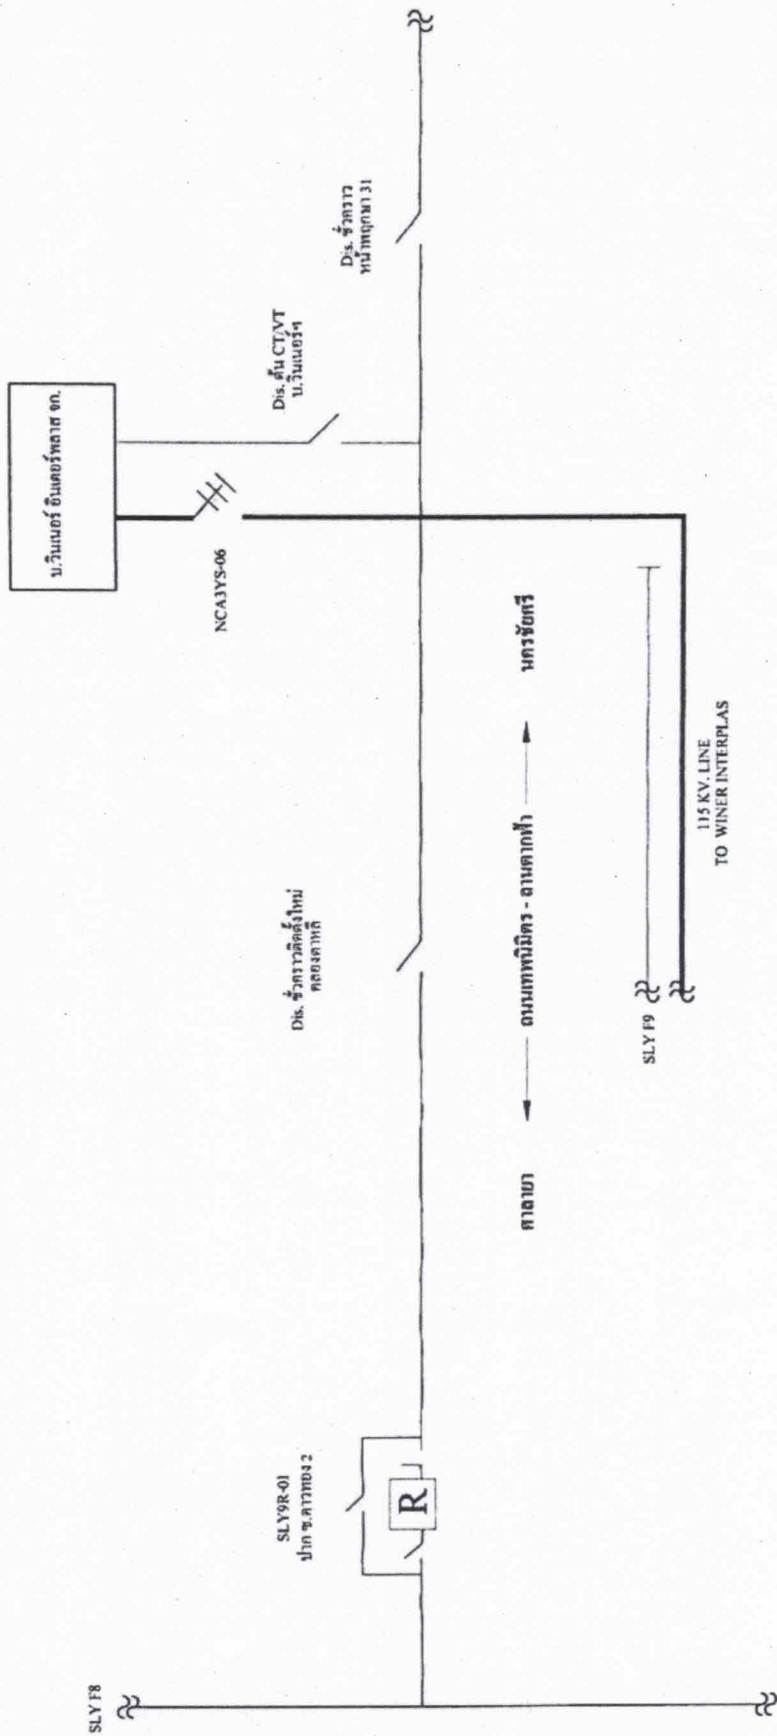 บ.วินเนอร์ อินเตอร์พลาส จก.
Dis. ต้น CT/VT
บ.วินเนอร์ฯ
Dis. ชั่วคราว
หน้าพฤกษา 31
NCA3YS-06
Dis. ชั่วคราวติดตั้งใหม่
คลองตาหลี
SLY9R-01
ปาก ซ.ดาวทอง 2
R
SLY F8
ศาลายา
ถนนเทพนิมิตร - ลานตากฟ้า
นครชัยศรี
SLY F9
115 KV. LINE
TO WINER INTERPLAS